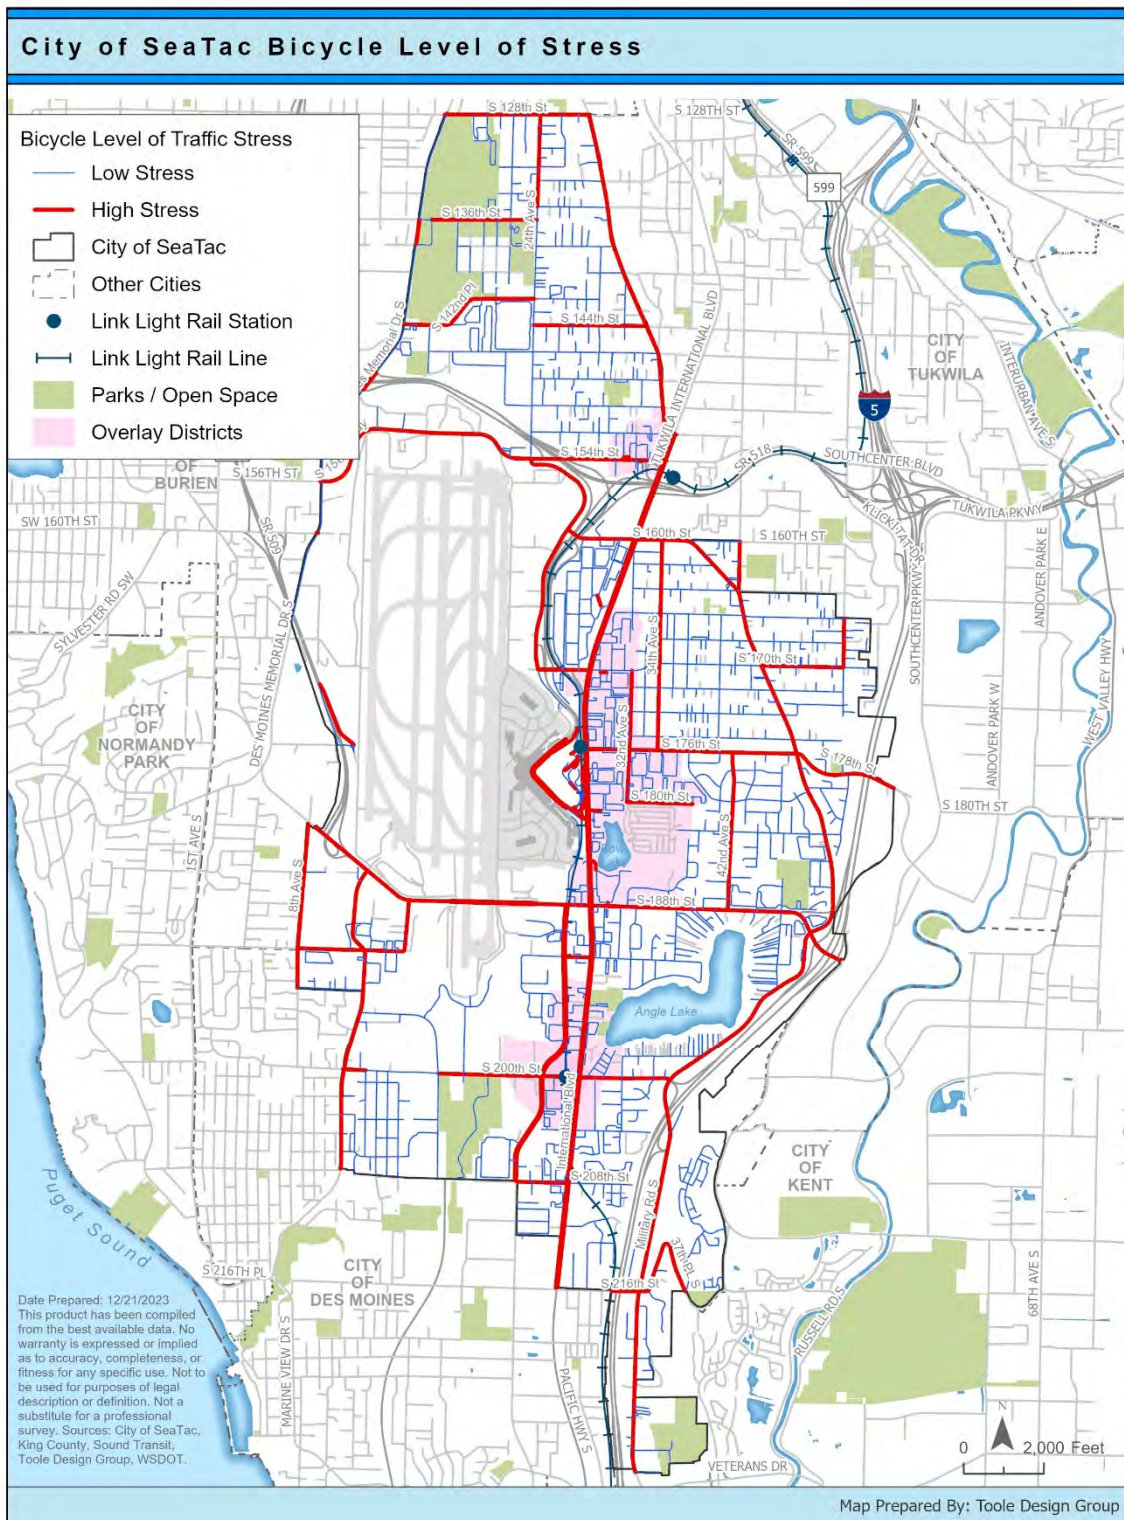 City of SeaTac Bicycle Level of Stress
Bicycle Level of Traffic Stress
Low Stress
High Stress
City of SeaTac
Other Cities
Link Light Rail Station
Link Light Rail Line
Parks / Open Space
Overlay Districts
S 128th St
S 128TH ST
SR 599
599
S 136th St
24th Ave S
S 142nd Pl
S 144th St
Memorial Dr S
TUKWILA INTERNATIONAL BLVD
CITY
OF
TUKWILA
INTERURBAN AVE S
5
S 154th St
SR 518
SOUTHCENTER BLVD
TUKWILA PKWY
KLICKITAT DR
OF
BURIEN
S 156TH ST
SW 160TH ST
SR 509
S 160th St
S 160TH ST
SYLVESTER RD SW
DES MOINES MEMORIAL DR S
SOUTHCENTER PKWY
ANDOVER PARK E
34th Ave S
S 170th St
WEST VALLEY HWY
ANDOVER PARK W
CITY
OF
NORMANDY
PARK
32nd Ave S
S 176th St
S 178th St
S 180th St
S 180TH ST
1ST AVE S
42nd Ave S
8th Ave S
S 188th St
Angle Lake
S 200th St
International Blvd
S 208th St
Military Rd S
37th Pl S
CITY
OF
KENT
Puget Sound
S 216TH PL
CITY
OF
DES MOINES
S 216th St
RUSSELL RD S
68TH AVE S
MARINE VIEW DR S
PACIFIC HWY S
VETERANS DR
Date Prepared: 12/21/2023
This product has been compiled
from the best available data. No
warranty is expressed or implied
as to accuracy, completeness, or
fitness for any specific use. Not to
be used for purposes of legal
description or definition. Not a
substitute for a professional
survey. Sources: City of SeaTac,
King County, Sound Transit,
Toole Design Group, WSDOT.
N
0 2,000 Feet
Map Prepared By: Toole Design Group